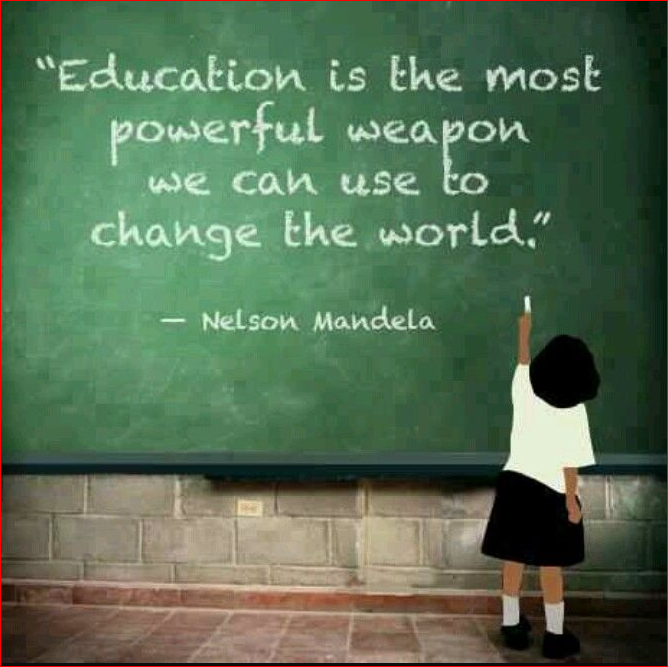 “Education is the most
powerful weapon
we can use to
change the world.”
— Nelson Mandela